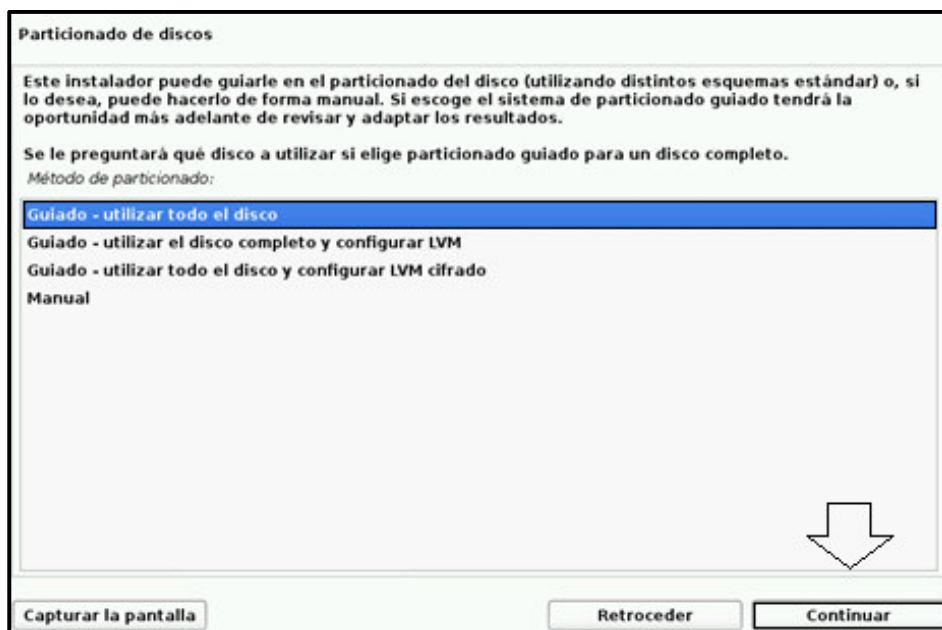 Particionado de discos
Este instalador puede guiarle en el particionado del disco (utilizando distintos esquemas estándar) o, si
lo desea, puede hacerlo de forma manual. Si escoge el sistema de particionado guiado tendrá la
oportunidad más adelante de revisar y adaptar los resultados.
Se le preguntará qué disco a utilizar si elige particionado guiado para un disco completo.
Método de particionado:
Guiado - utilizar todo el disco
Guiado - utilizar el disco completo y configurar LVM
Guiado - utilizar todo el disco y configurar LVM cifrado
Manual
Capturar la pantalla
Retroceder
Continuar